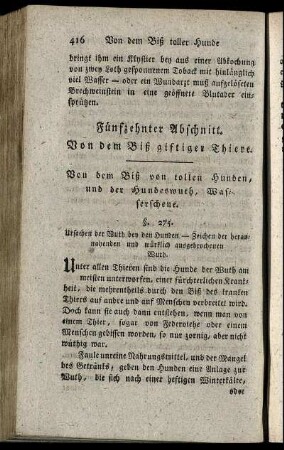 416 Von dem Biß toller Hunde
bringt ihm ein Klystier bey aus einer Abkochung
von zwey Loth gesponnenem Toback mit hinlänglich
viel Wasser — oder ein Wundarzt muß aufgelösten
Brechweinstein in eine geöffnete Blutader ein-
sprützen.
Fünfzehnter Abschnitt.
Von dem Biß giftiger Thiere.
Von dem Biß von tollen Hunden,
und der Hundeswuth, Was-
serscheue.
§. 275.
Ursachen der Wuth bey den Hunden — Zeichen der heran-
nahenden und würklich ausgebrochenen
Wuth.
Unter allen Thieren sind die Hunde der Wuth am
meisten unterworfen, einer fürchterlichen Krank-
heit, die mehrentheils durch den Biß des kranken
Thiers auf andre und auf Menschen verbreitet wird.
Doch kann sie auch dann entstehen, wenn man von
einem Thier, sogar von Federviehe oder einem
Menschen gebissen worden, so nur zornig, aber nicht
wüthig war.
Faule unreine Nahrungsmittel, und der Mangel
des Getränks, geben den Hunden eine Anlage zur
Wuth, die sich nach einer heftigen Winterkälte,
oder